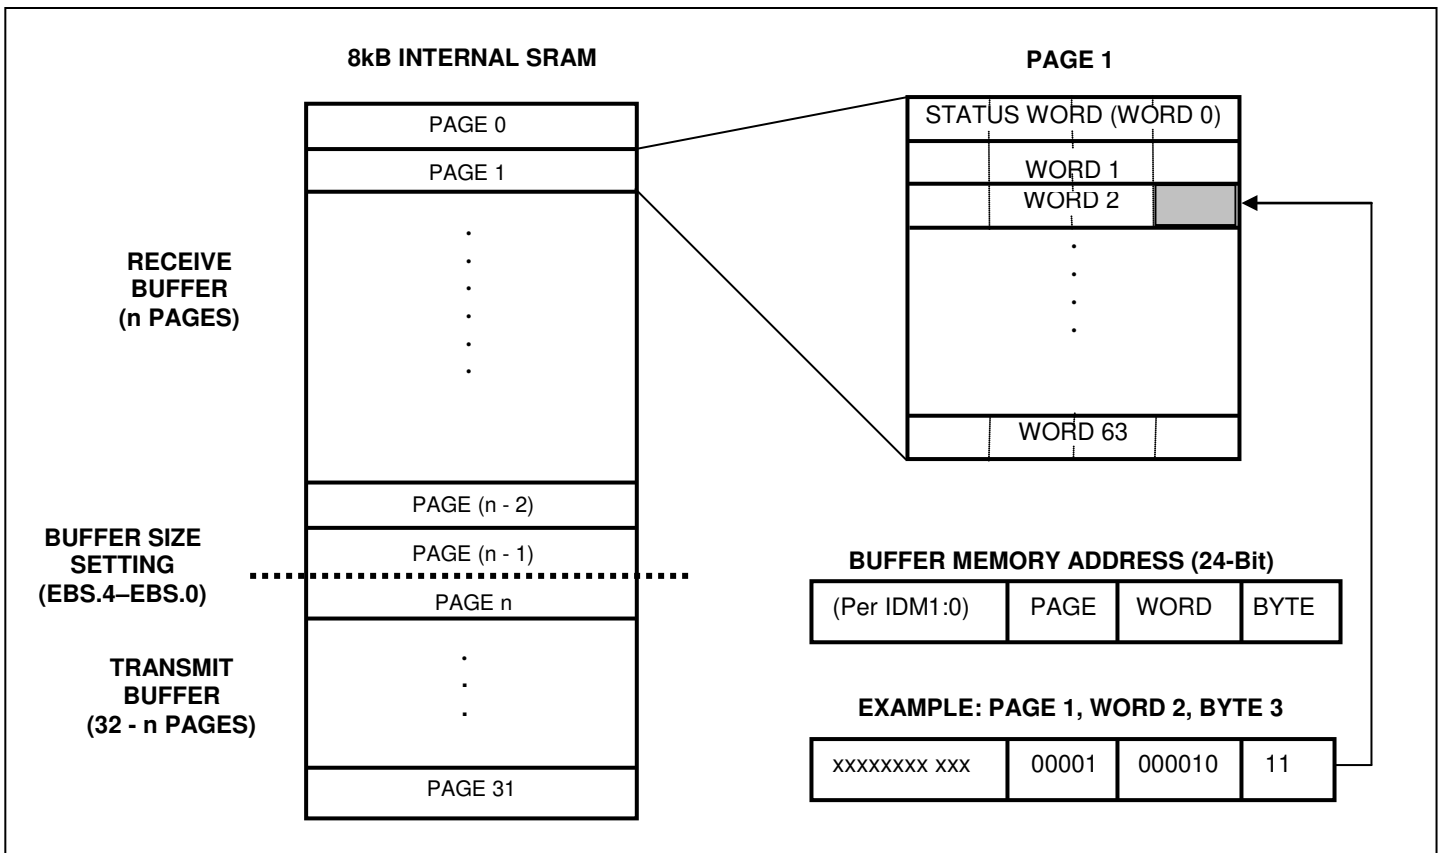 8kB INTERNAL SRAM
PAGE 0
PAGE 1
RECEIVE
BUFFER
(n PAGES)
PAGE (n - 2)
BUFFER SIZE
SETTING
(EBS.4–EBS.0)
PAGE (n - 1)
PAGE n
TRANSMIT
BUFFER
(32 - n PAGES)
PAGE 31
PAGE 1
STATUS WORD (WORD 0)
WORD 1
WORD 2
WORD 63
BUFFER MEMORY ADDRESS (24-Bit)
(Per IDM1:0) PAGE WORD BYTE
EXAMPLE: PAGE 1, WORD 2, BYTE 3
xxxxxxxx xxx 00001 000010 11